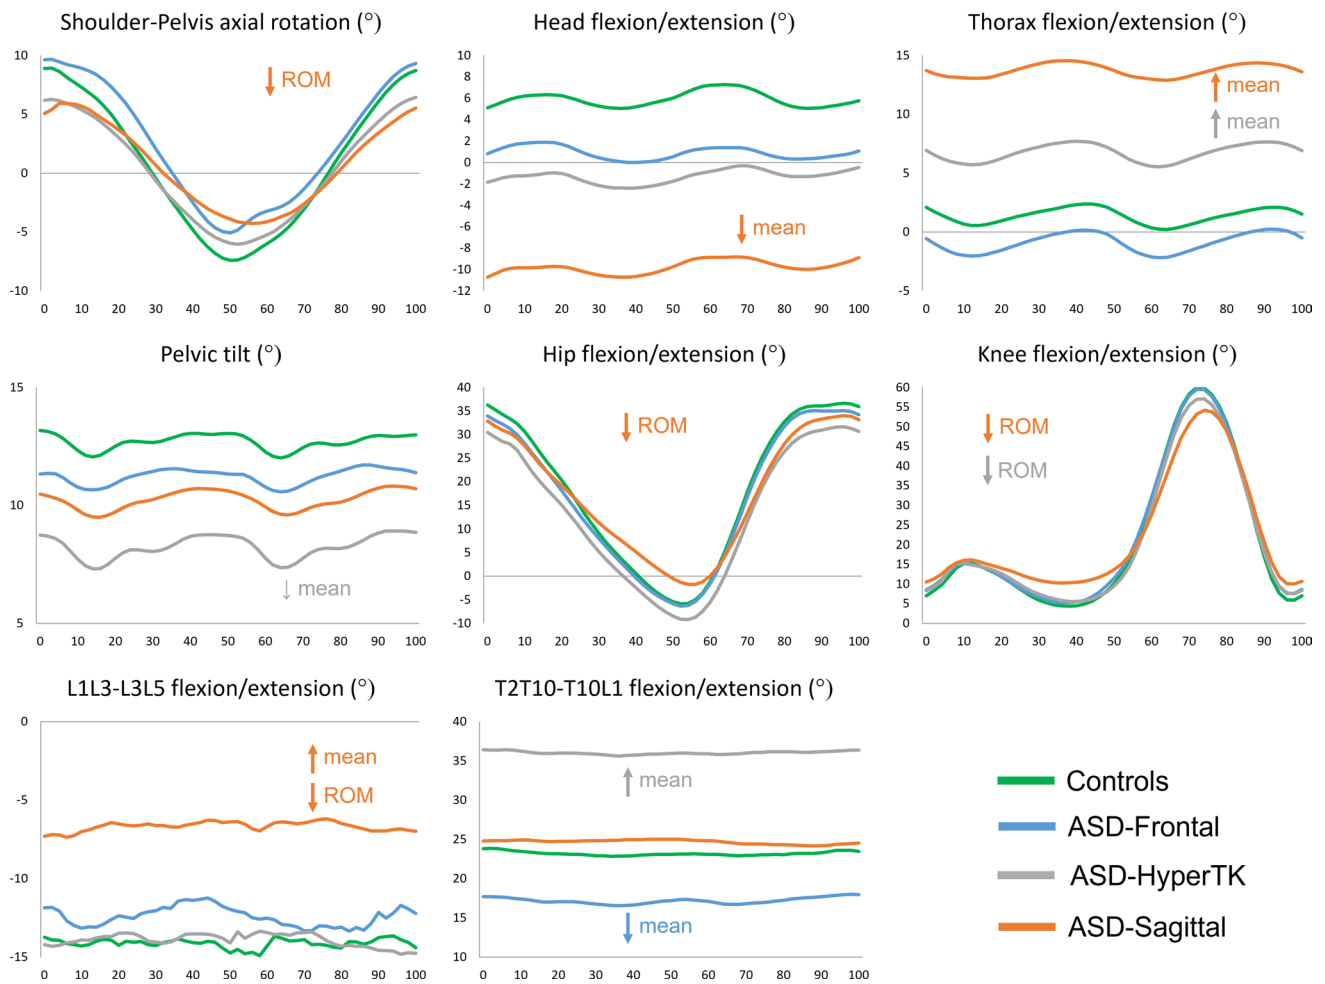 Shoulder-Pelvis axial rotation (°)
10
5
0
-5
-10
↓ ROM
0 10 20 30 40 50 60 70 80 90 100
Head flexion/extension (°)
10
8
6
4
2
0
-2
-4
-6
-8
-10
-12
↓ mean
0 10 20 30 40 50 60 70 80 90 100
Thorax flexion/extension (°)
15
10
5
0
-5
↑ mean
↑ mean
0 10 20 30 40 50 60 70 80 90 100
Pelvic tilt (°)
15
10
5
↓ mean
0 10 20 30 40 50 60 70 80 90 100
Hip flexion/extension (°)
40
35
30
25
20
15
10
5
0
-5
-10
↓ ROM
0 10 20 30 40 50 60 70 80 90 100
Knee flexion/extension (°)
60
55
50
45
40
35
30
25
20
15
10
5
0
↓ ROM
↓ ROM
0 10 20 30 40 50 60 70 80 90 100
L1L3-L3L5 flexion/extension (°)
0
-5
-10
-15
↑ mean
↓ ROM
0 10 20 30 40 50 60 70 80 90 100
T2T10-T10L1 flexion/extension (°)
40
35
30
25
20
15
10
↑ mean
↓ mean
0 10 20 30 40 50 60 70 80 90 100
Controls
ASD-Frontal
ASD-HyperTK
ASD-Sagittal